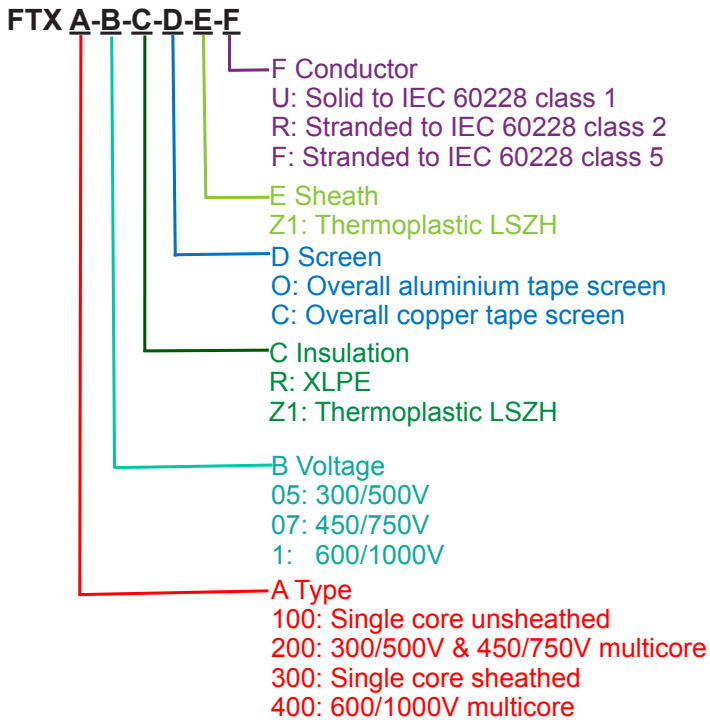 FTX A-B-C-D-E-F
F Conductor
U: Solid to IEC 60228 class 1
R: Stranded to IEC 60228 class 2
F: Stranded to IEC 60228 class 5
E Sheath
Z1: Thermoplastic LSZH
D Screen
O: Overall aluminium tape screen
C: Overall copper tape screen
C Insulation
R: XLPE
Z1: Thermoplastic LSZH
B Voltage
05: 300/500V
07: 450/750V
1: 600/1000V
A Type
100: Single core unsheathed
200: 300/500V & 450/750V multicore
300: Single core sheathed
400: 600/1000V multicore